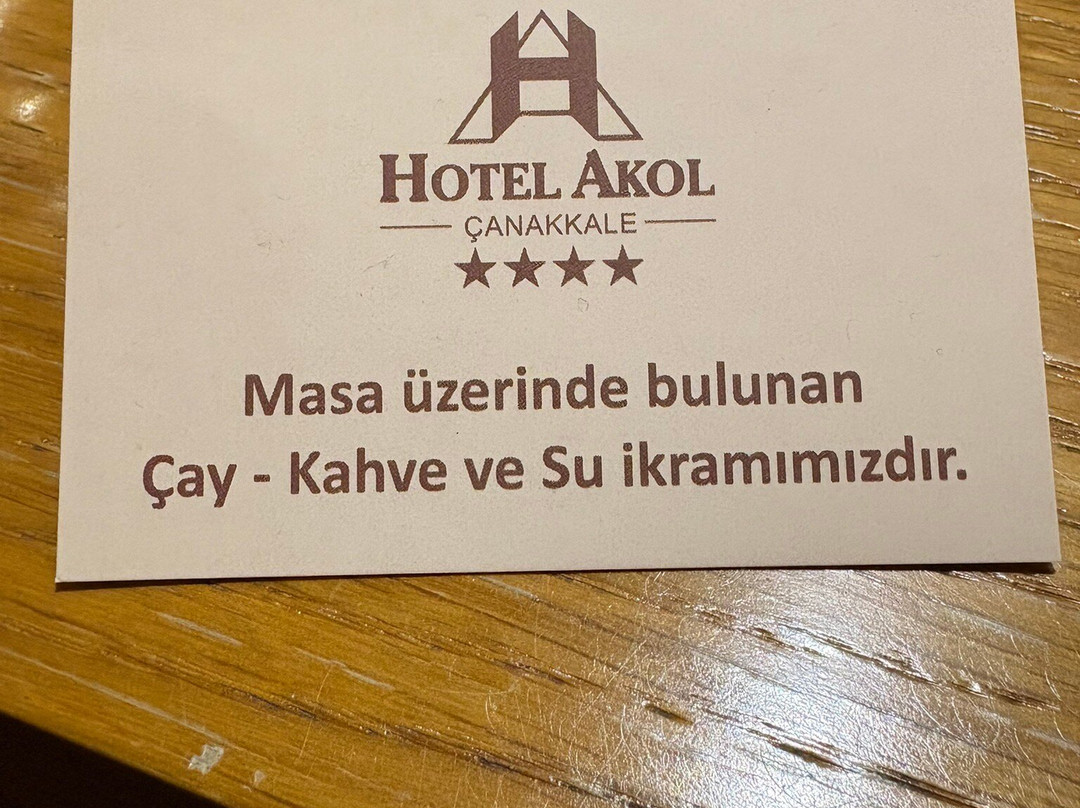 HOTEL AKOL
ÇANAKKALE
Masa üzerinde bulunan
Çay - Kahve ve Su ikramımızdır.